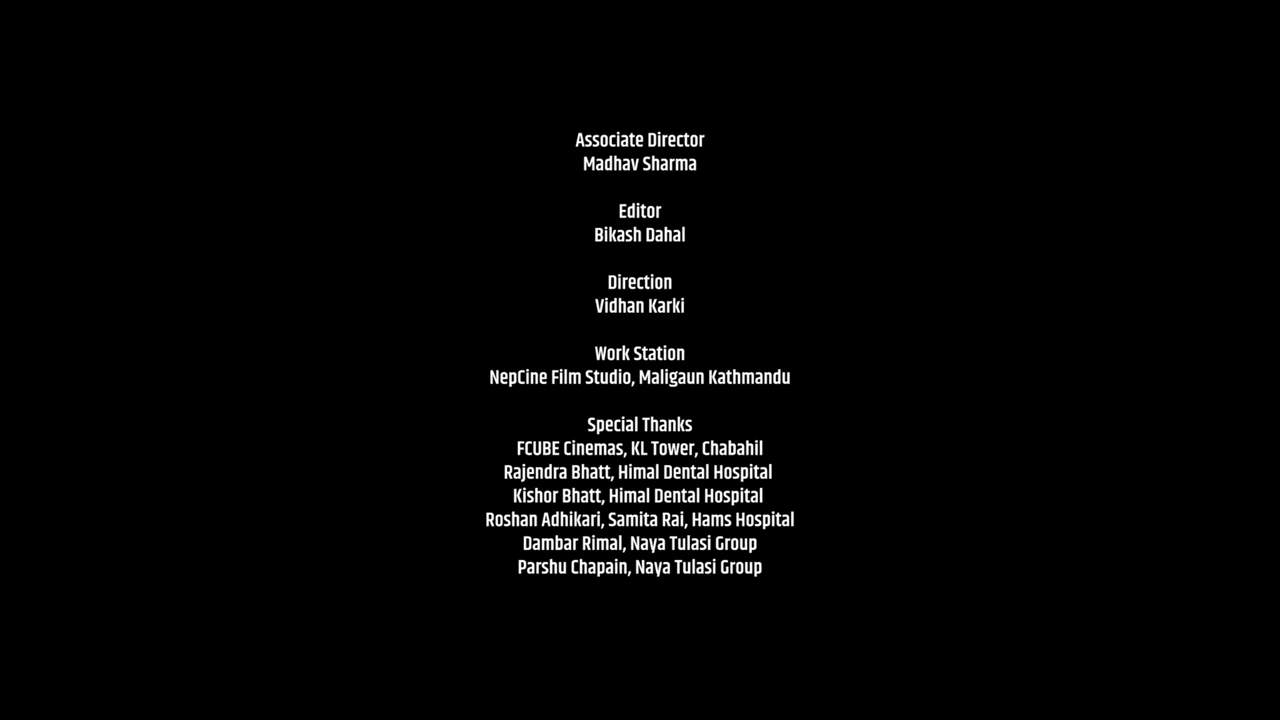 Associate Director
Madhav Sharma
Editor
Bikash Dahal
Direction
Vidhan Karki
Work Station
NepCine Film Studio, Maligaun Kathmandu
Special Thanks
FCUBE Cinemas, KL Tower, Chabahil
Rajendra Bhatt, Himal Dental Hospital
Kishor Bhatt, Himal Dental Hospital
Roshan Adhikari, Samita Rai, Hams Hospital
Dambar Rimal, Naya Tulasi Group
Parshu Chapain, Naya Tulasi Group